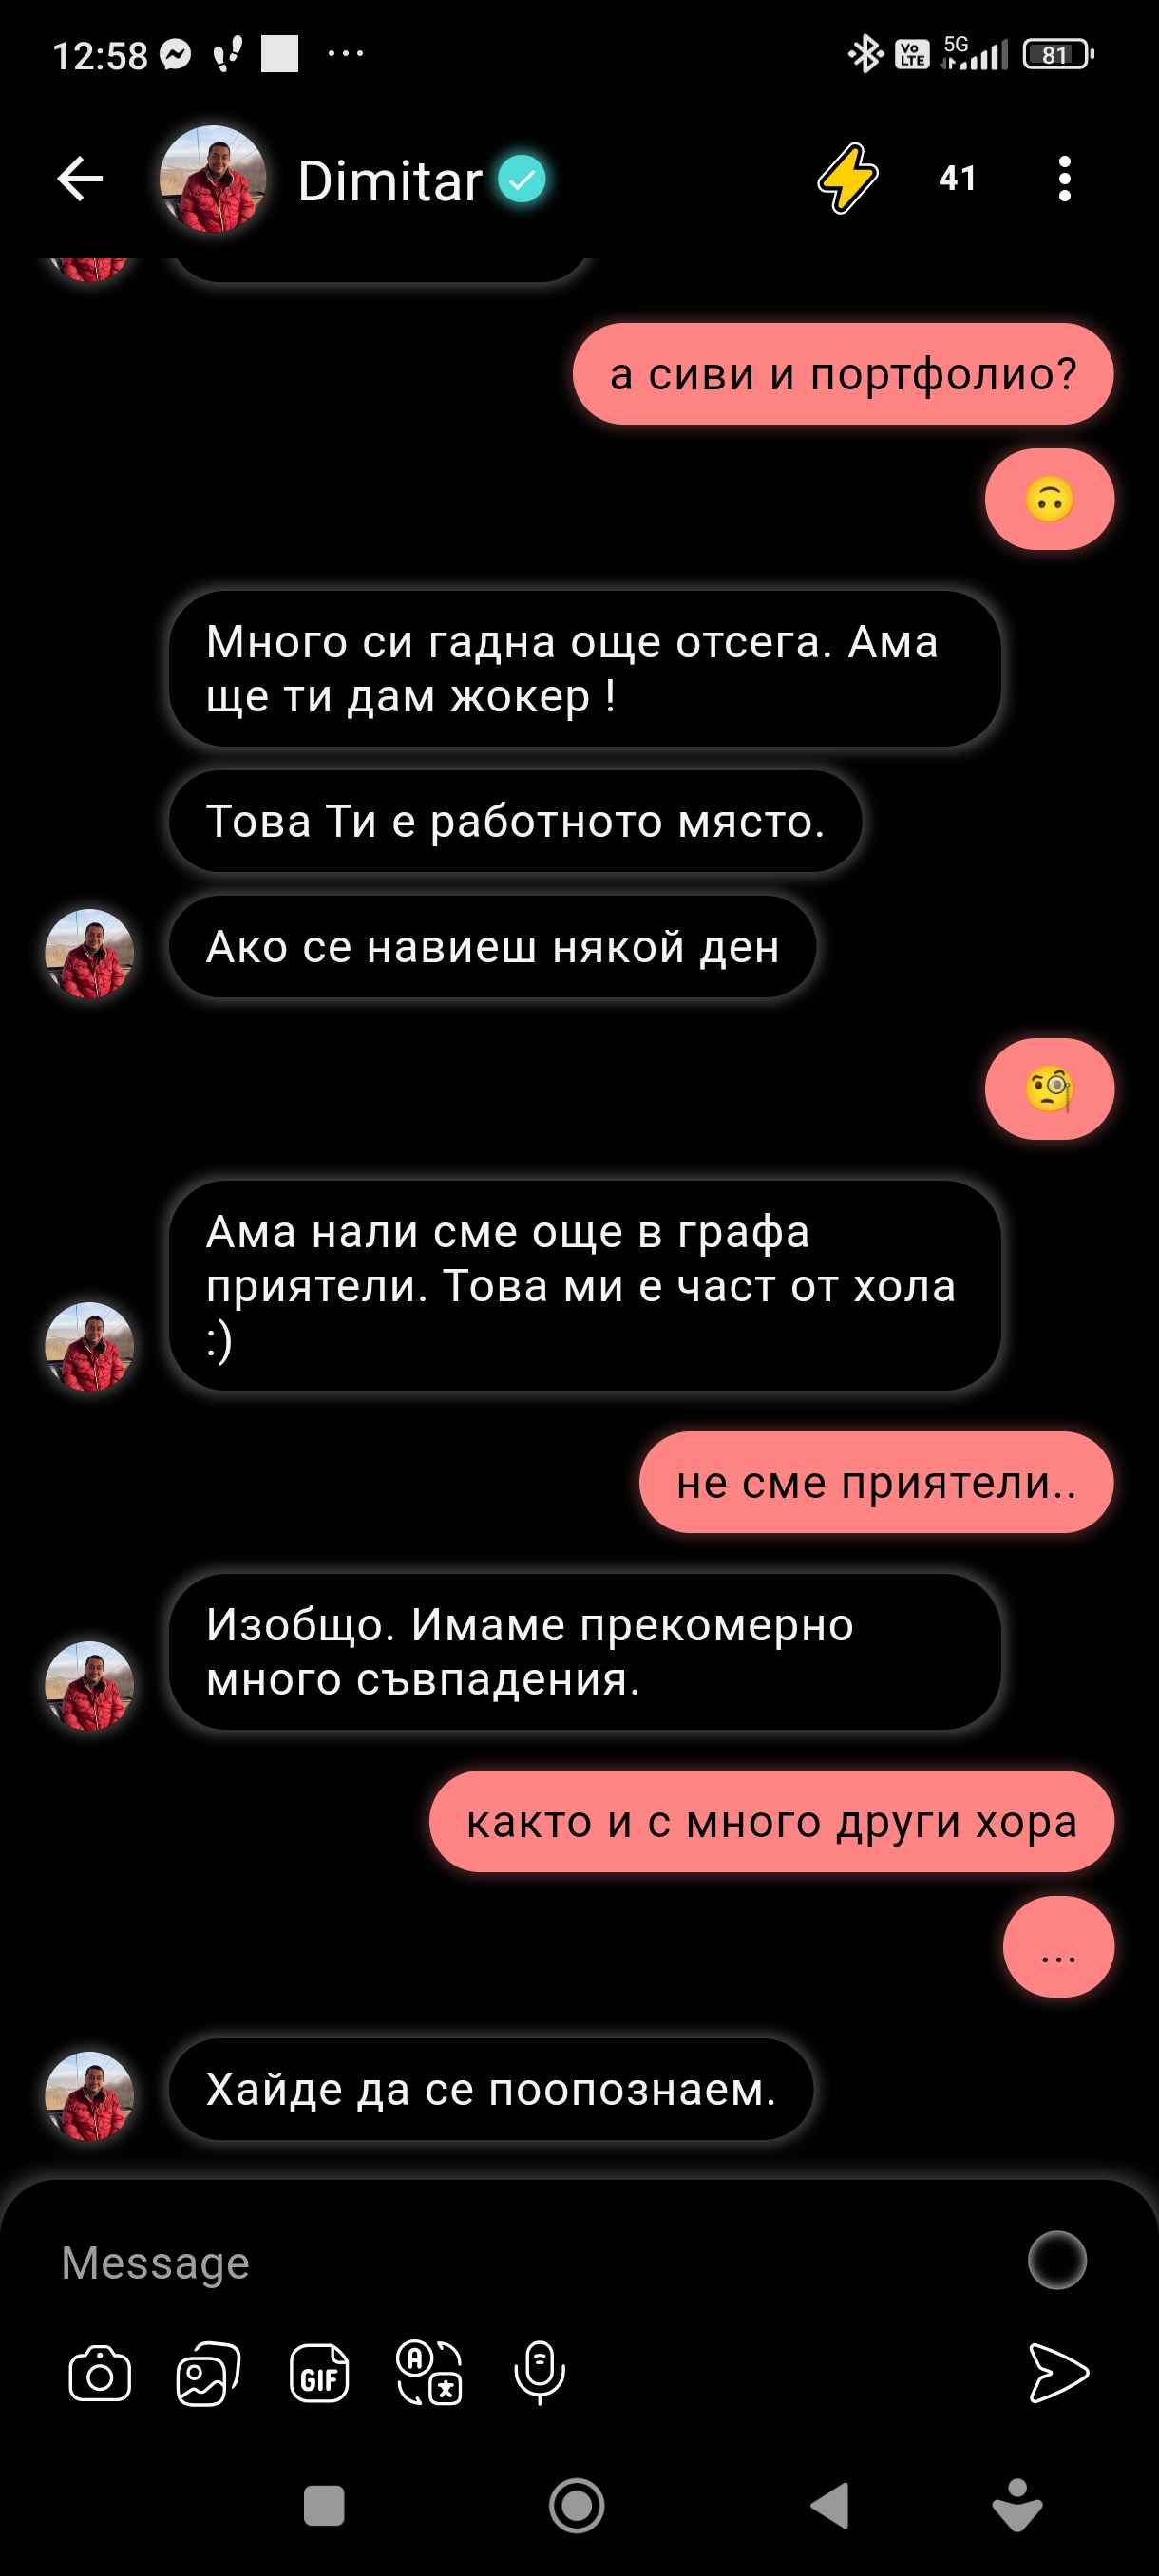 12:58
Vo
LTE
5G
81
Dimitar
41
а сиви и портфолио?
🙃
Много си гадна още отсега. Ама
ще ти дам жокер !
Това Ти е работното място.
Ако се навиеш някой ден
🧐
Ама нали сме още в графа
приятели. Това ми е част от хола
:)
не сме приятели..
Изобщо. Имаме прекомерно
много съвпадения.
както и с много други хора
...
Хайде да се поопознаем.
Message
GIF
A